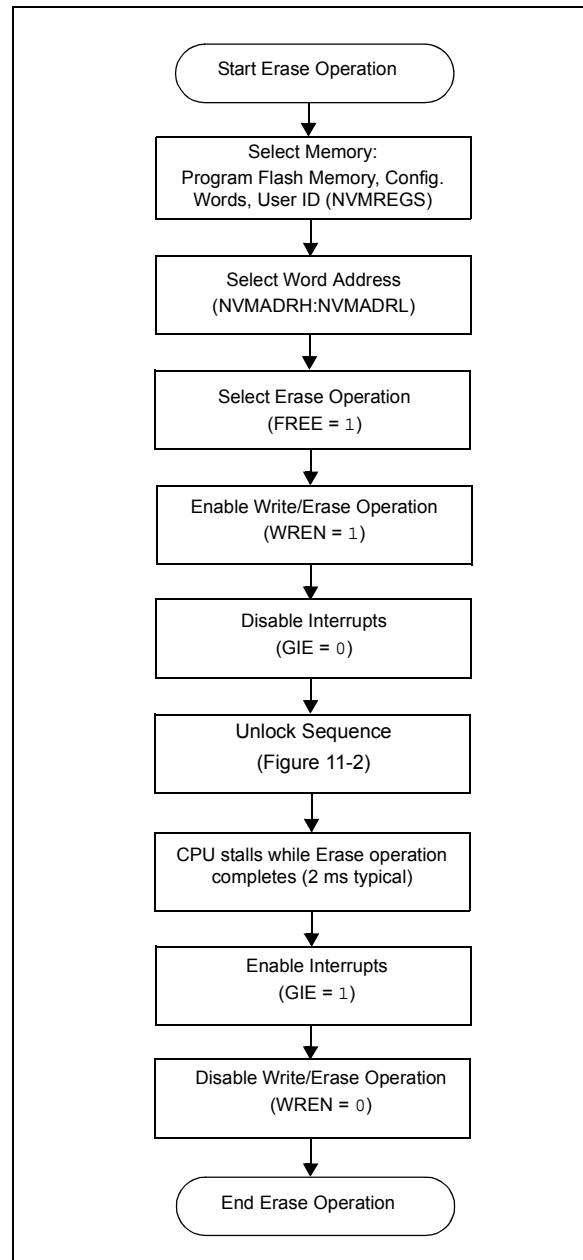 Start Erase Operation
Select Memory:
Program Flash Memory, Config.
Words, User ID (NVMREGS)
Select Word Address
(NVMADRH:NVMADRL)
Select Erase Operation
(FREE = 1)
Enable Write/Erase Operation
(WREN = 1)
Disable Interrupts
(GIE = 0)
Unlock Sequence
(Figure 11-2)
CPU stalls while Erase operation
completes (2 ms typical)
Enable Interrupts
(GIE = 1)
Disable Write/Erase Operation
(WREN = 0)
End Erase Operation